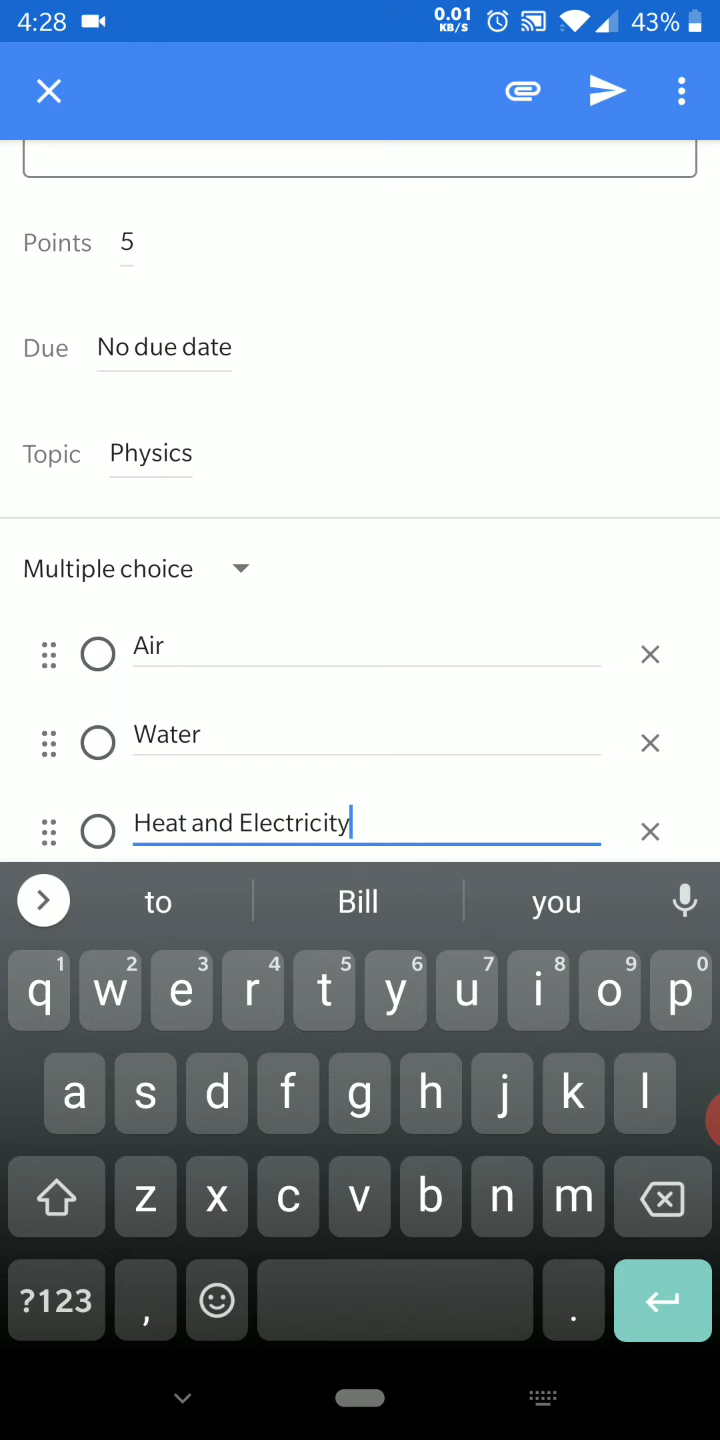 4:28 0.01 KB/S 43%
Points 5
Due No due date
Topic Physics
Multiple choice
Air
Water
Heat and Electricity
to Bill you
1 2 3 4 5 6 7 8 9 0
q w e r t y u i o p
a s d f g h j k l
z x c v b n m
?123 , .